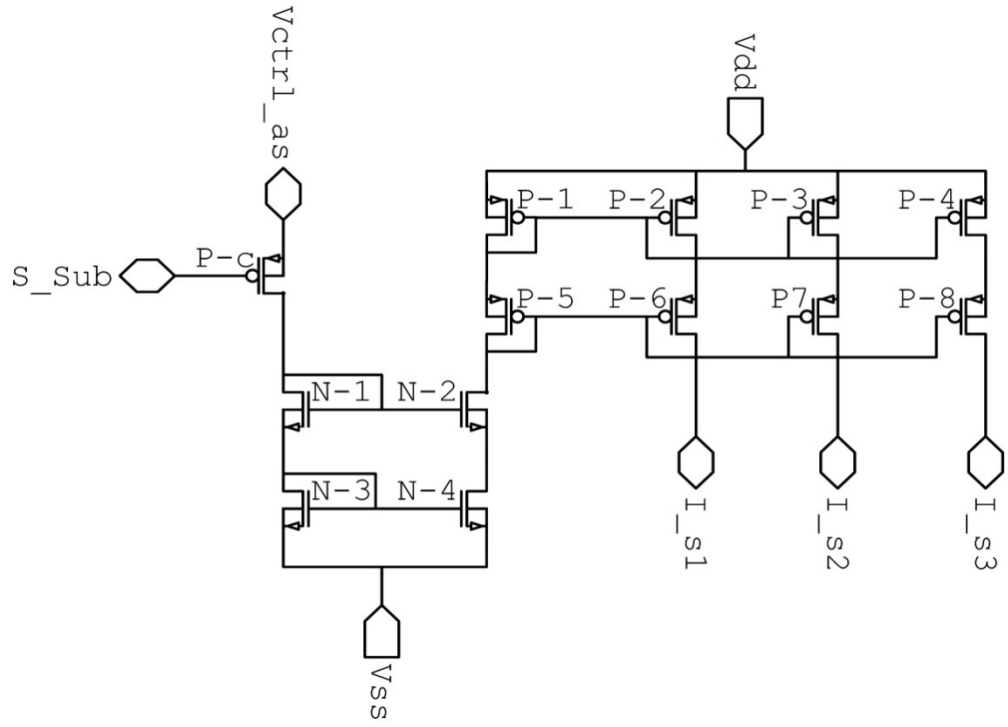 Vctrl_as
Vdd
P-1
P-2
P-3
P-4
P-c
S_Sub
P-5
P-6
P7
P-8
N-1
N-2
N-3
N-4
I_s1
I_s2
I_s3
Vss